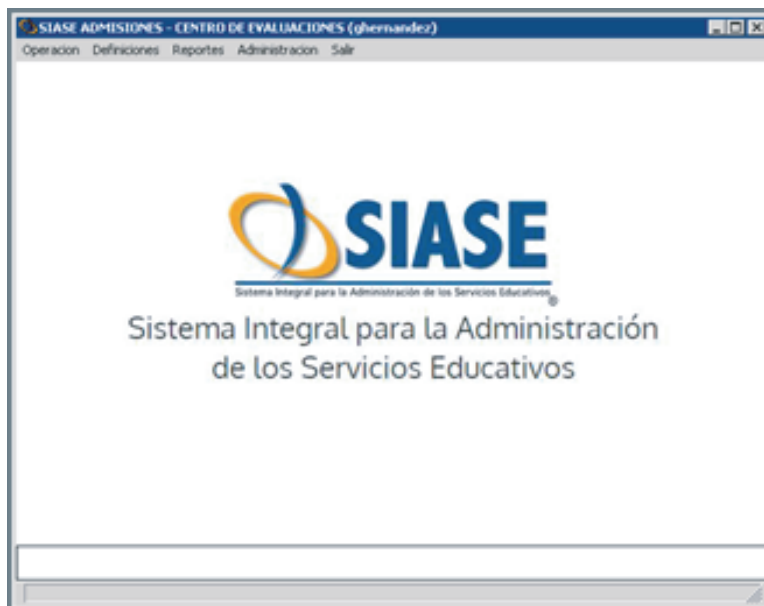 SIASE ADMISIONES - CENTRO DE EVALUACIONES (ghernandez)
Operacion Definiciones Reportes Administracion Salir
SIASE
Sistema Integral para la Administración de los Servicios Educativos ®
Sistema Integral para la Administración
de los Servicios Educativos